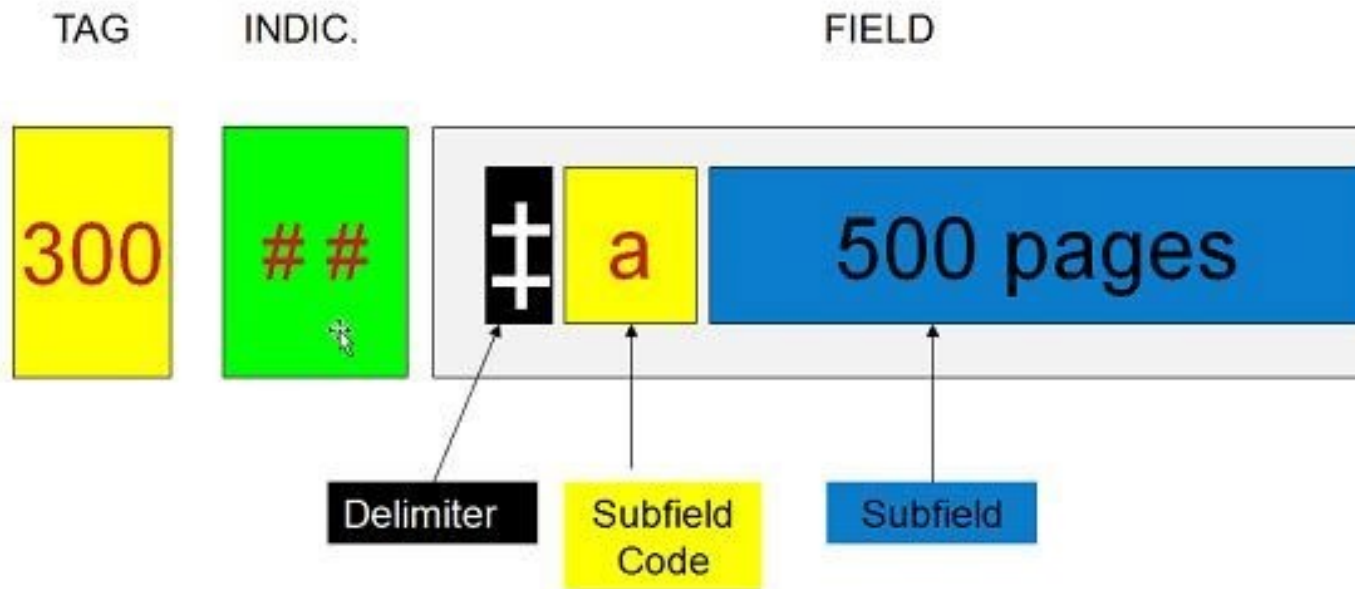 TAG INDIC. FIELD
300 # # ‡ a 500 pages
Delimiter Subfield Code Subfield